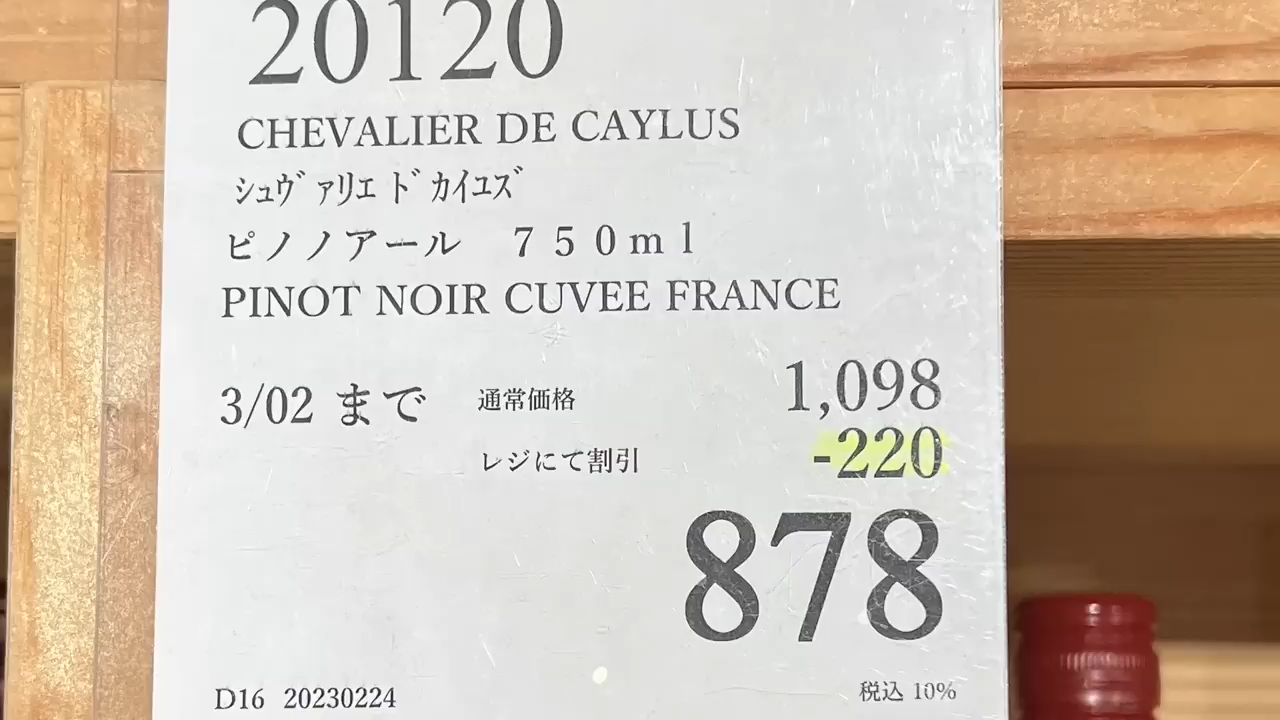 20120
CHEVALIER DE CAYLUS
シュヴァリエ ド カイユズ
ピノノアール　７５０ｍｌ
PINOT NOIR CUVEE FRANCE
3/02 まで 通常価格 1,098
レジにて割引 -220
878
D16 20230224 税込 10%